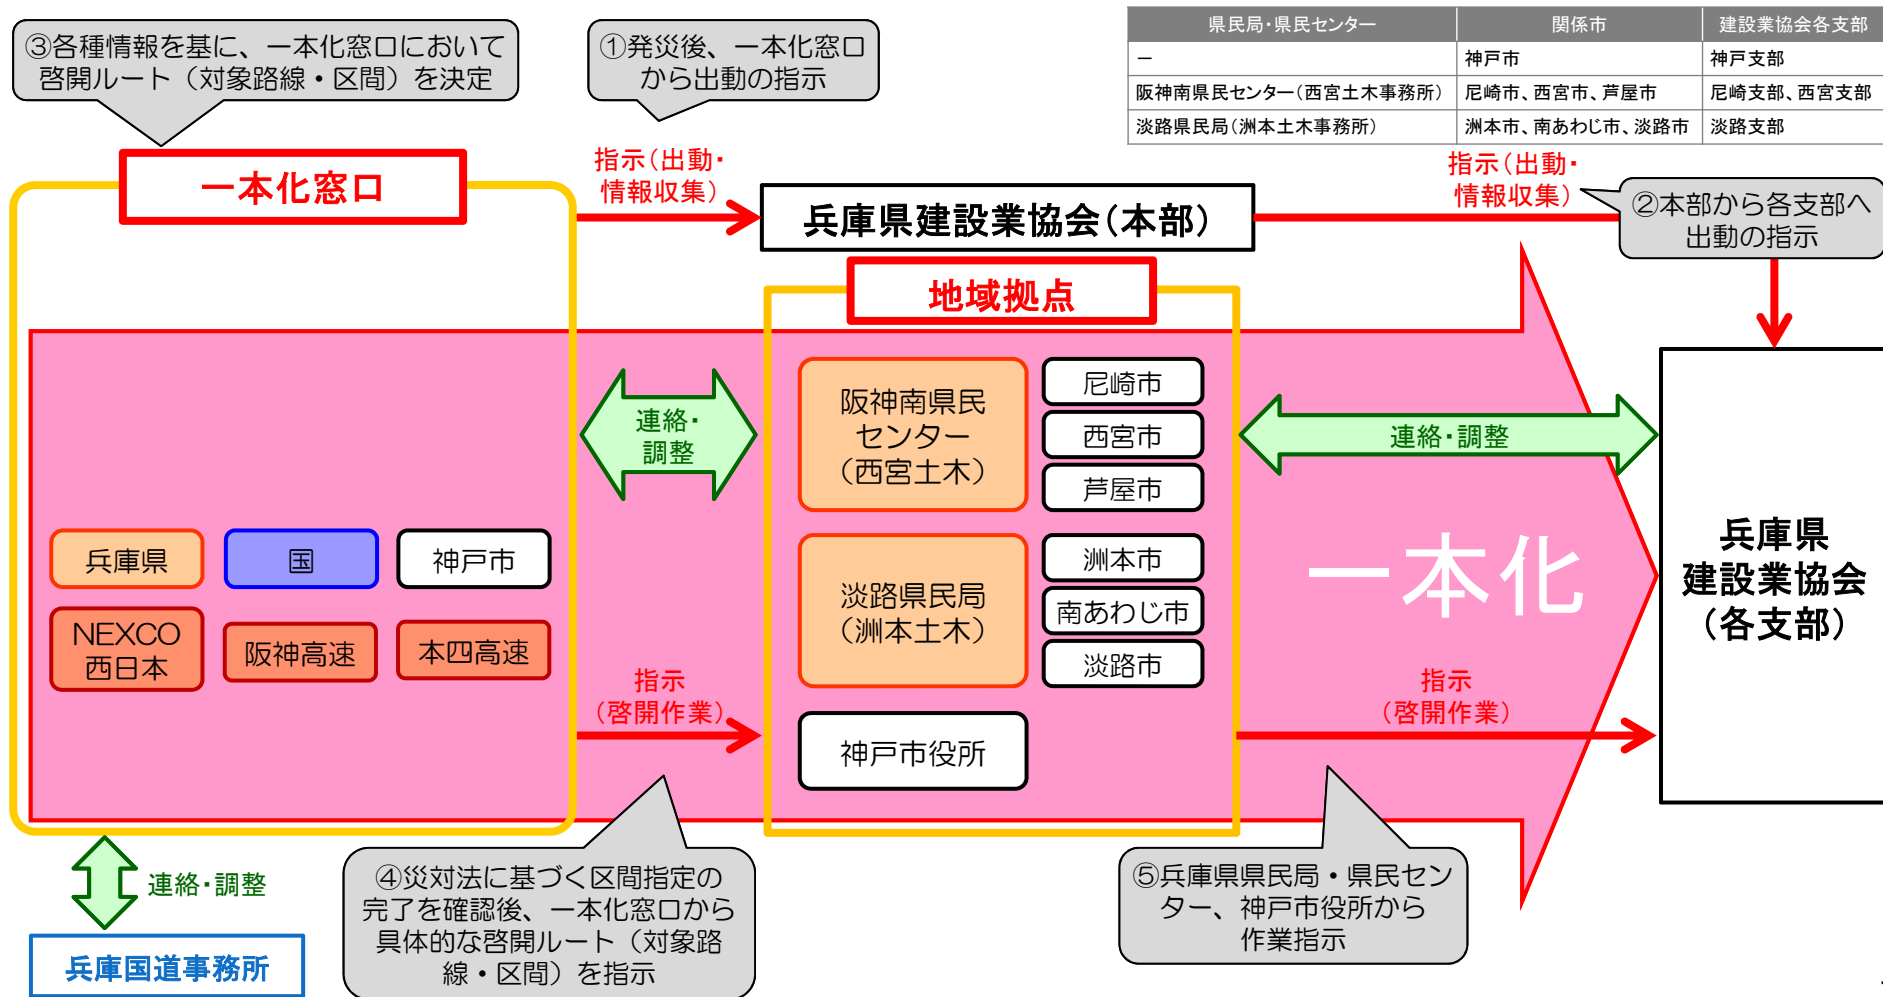 ③各種情報を基に、一本化窓口において
啓開ルート（対象路線・区間）を決定
①発災後、一本化窓口
から出動の指示
県民局・県民センター 関係市 建設業協会各支部
－ 神戸市 神戸支部
阪神南県民センター（西宮土木事務所） 尼崎市、西宮市、芦屋市 尼崎支部、西宮支部
淡路県民局（洲本土木事務所） 洲本市、南あわじ市、淡路市 淡路支部
一本化窓口
指示（出動・
情報収集）
兵庫県建設業協会（本部）
指示（出動・
情報収集）
②本部から各支部へ
出動の指示
地域拠点
連絡・
調整
阪神南県民
センター
（西宮土木）
尼崎市
西宮市
芦屋市
連絡・調整
兵庫県
国
神戸市
NEXCO
西日本
阪神高速
本四高速
淡路県民局
（洲本土木）
洲本市
南あわじ市
淡路市
一本化
兵庫県
建設業協会
（各支部）
指示
（啓開作業）
神戸市役所
指示
（啓開作業）
連絡・調整
兵庫国道事務所
④災対法に基づく区間指定の
完了を確認後、一本化窓口から
具体的な啓開ルート（対象路
線・区間）を指示
⑤兵庫県県民局・県民セン
ター、神戸市役所から
作業指示